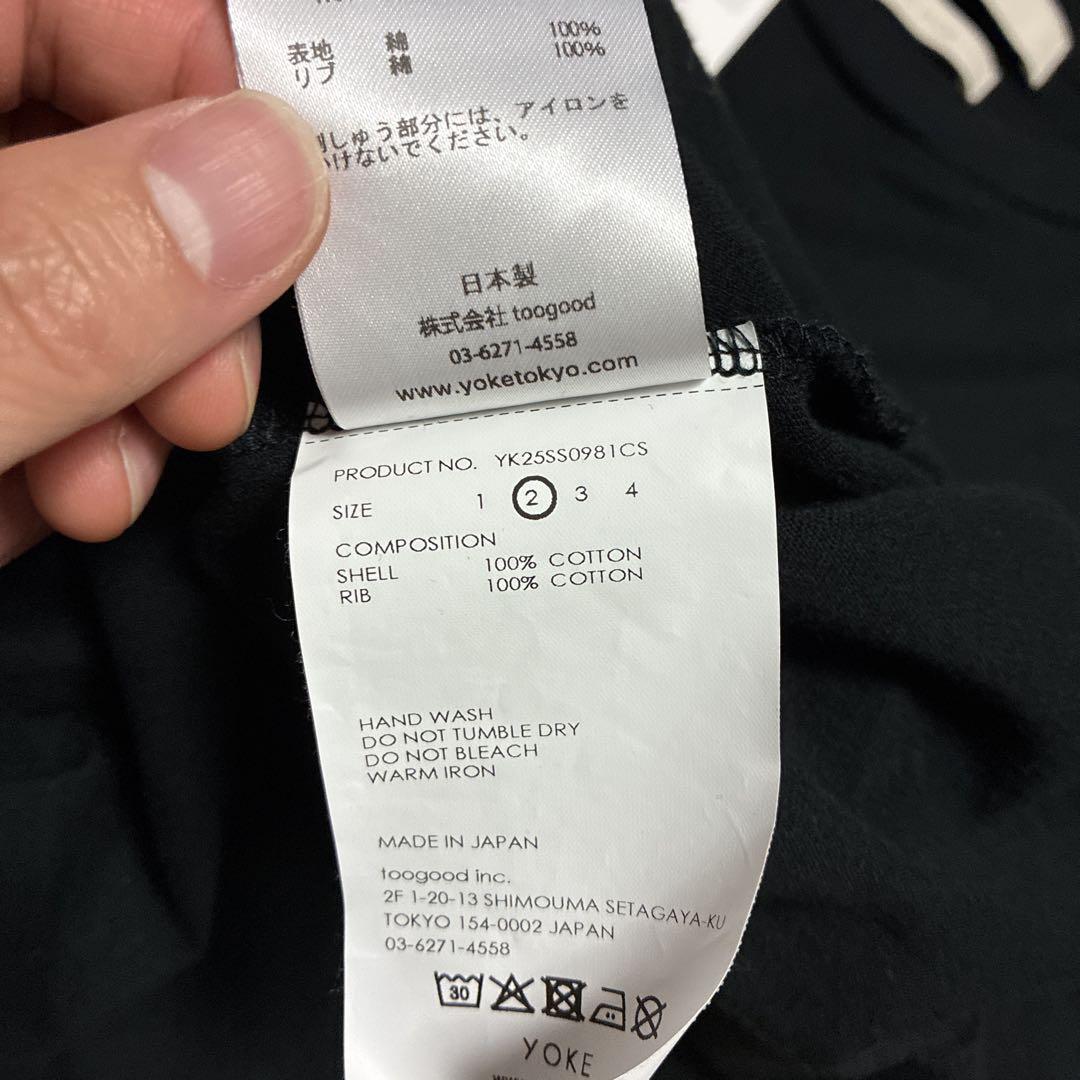 100%
表地 綿 100%
リブ 綿
しゅう部分には、アイロンを
けないでください。
日本製
株式会社 toogood
03-6271-4558
www.yoketokyo.com
PRODUCT NO. YK25SS0981CS
SIZE 1 2 3 4
COMPOSITION
SHELL 100% COTTON
RIB 100% COTTON
HAND WASH
DO NOT TUMBLE DRY
DO NOT BLEACH
WARM IRON
MADE IN JAPAN
toogood inc.
2F 1-20-13 SHIMOUMA SETAGAYA-KU
TOKYO 154-0002 JAPAN
03-6271-4558
30
YOKE